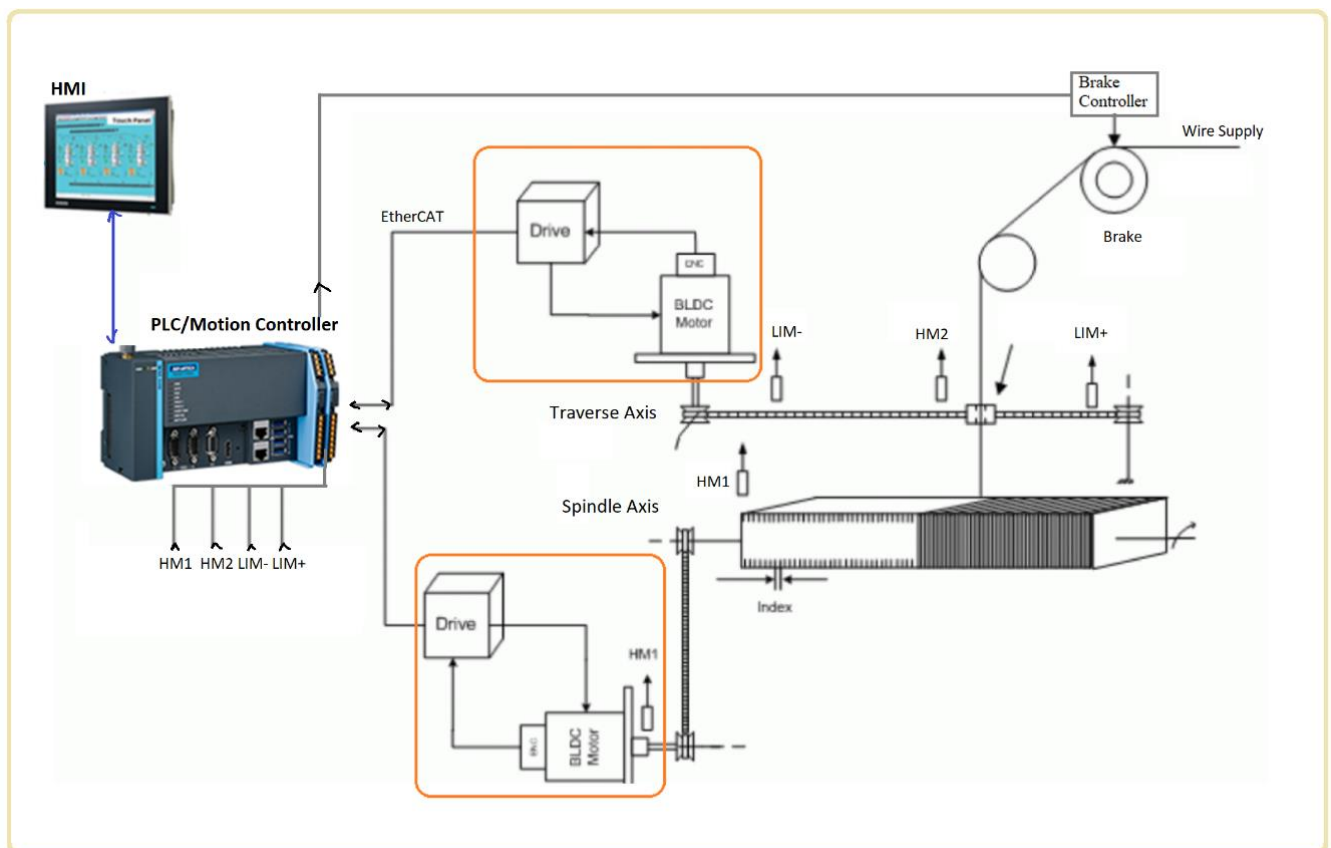 HMI
Touch Panel
Brake
Controller
Wire Supply
Brake
EtherCAT
Drive
ENC
BLDC
Motor
PLC/Motion Controller
LIM-
HM2
LIM+
Traverse Axis
HM1
Spindle Axis
HM1 HM2 LIM- LIM+
Index
Drive
HM1
ENC
BLDC
Motor